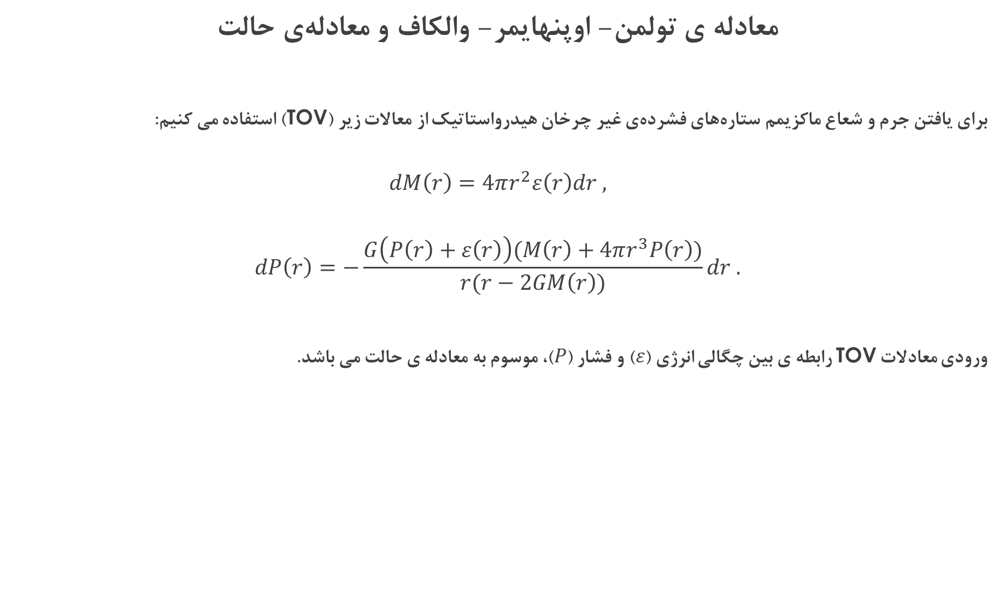 معادله ی تولمن- اوپنهایمر- والکاف و معادله‌ی حالت
برای یافتن جرم و شعاع ماکزیمم ستاره‌های فشرده‌ی غیر چرخان هیدرواستاتیک از معالات زیر (TOV) استفاده می کنیم:
dM(r) = 4πr²ε(r)dr ,
dP(r) = − G(P(r) + ε(r))(M(r) + 4πr³P(r)) / r(r − 2GM(r)) dr .
ورودی معادلات TOV رابطه ی بین چگالی انرژی (ε) و فشار (P)، موسوم به معادله ی حالت می باشد.